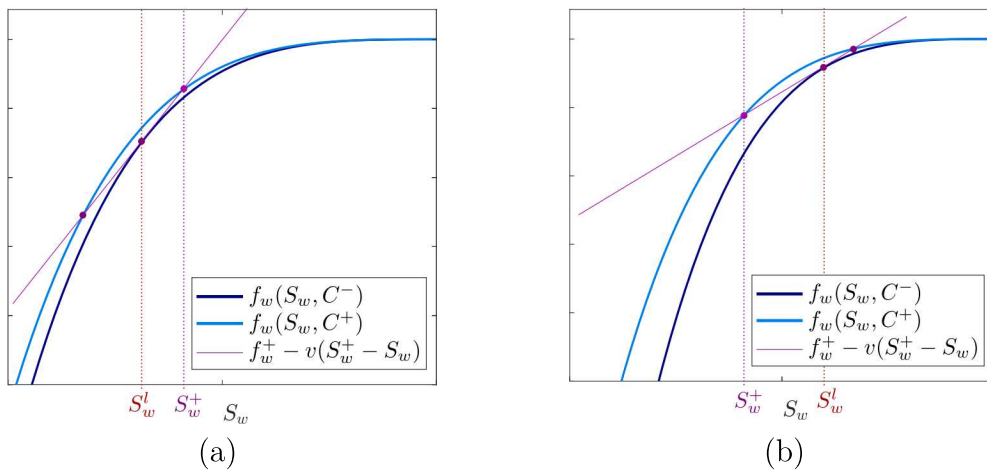 f_w(S_w, C^-)
f_w(S_w, C^+)
f_w^+ − v(S_w^+ − S_w)
S_w^l S_w^+ S_w
(a)
f_w(S_w, C^-)
f_w(S_w, C^+)
f_w^+ − v(S_w^+ − S_w)
S_w^+ S_w S_w^l
(b)